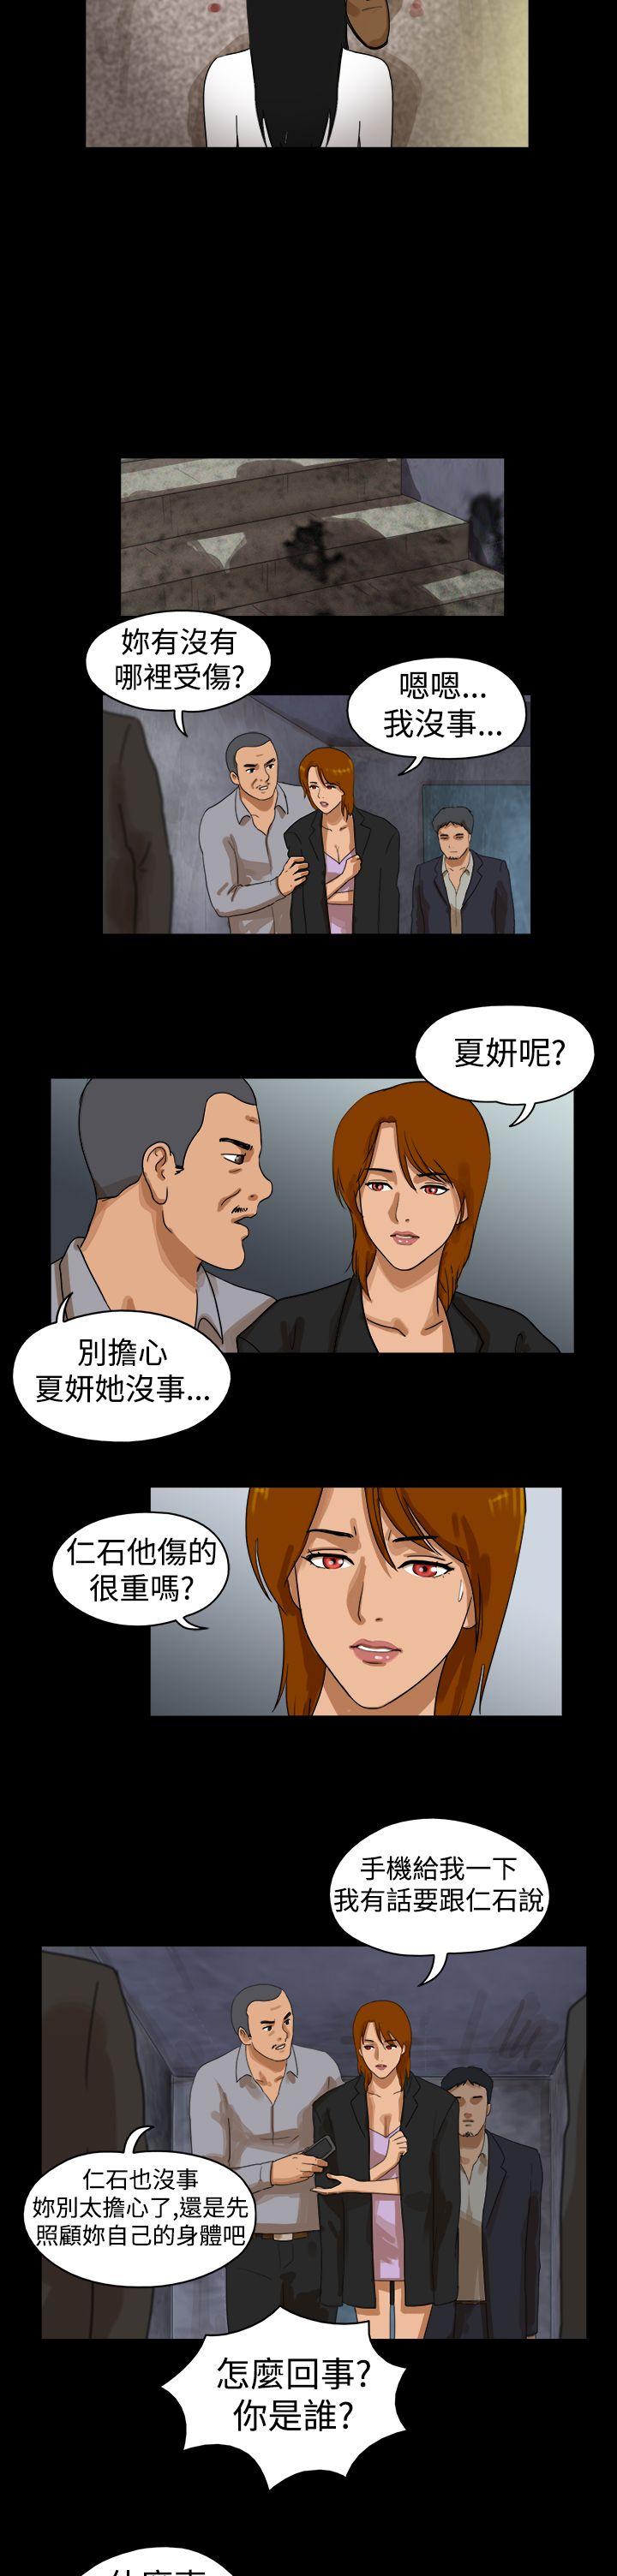 妳有沒有
哪裡受傷?
嗯嗯...
我沒事...
夏妍呢?
別擔心
夏妍她沒事...
仁石他傷的
很重嗎?
手機給我一下
我有話要跟仁石說
仁石也沒事
妳別太擔心了,還是先
照顧妳自己的身體吧
怎麼回事?
你是誰?